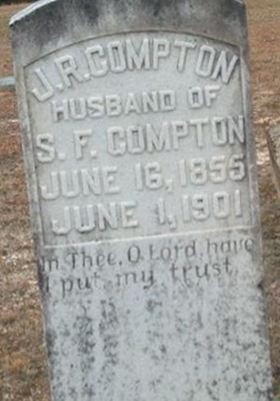 J.R. COMPTON
HUSBAND OF
S. F. COMPTON
JUNE 16, 1855
JUNE 1, 1901
In Thee, O Lord, have
I put my trust.